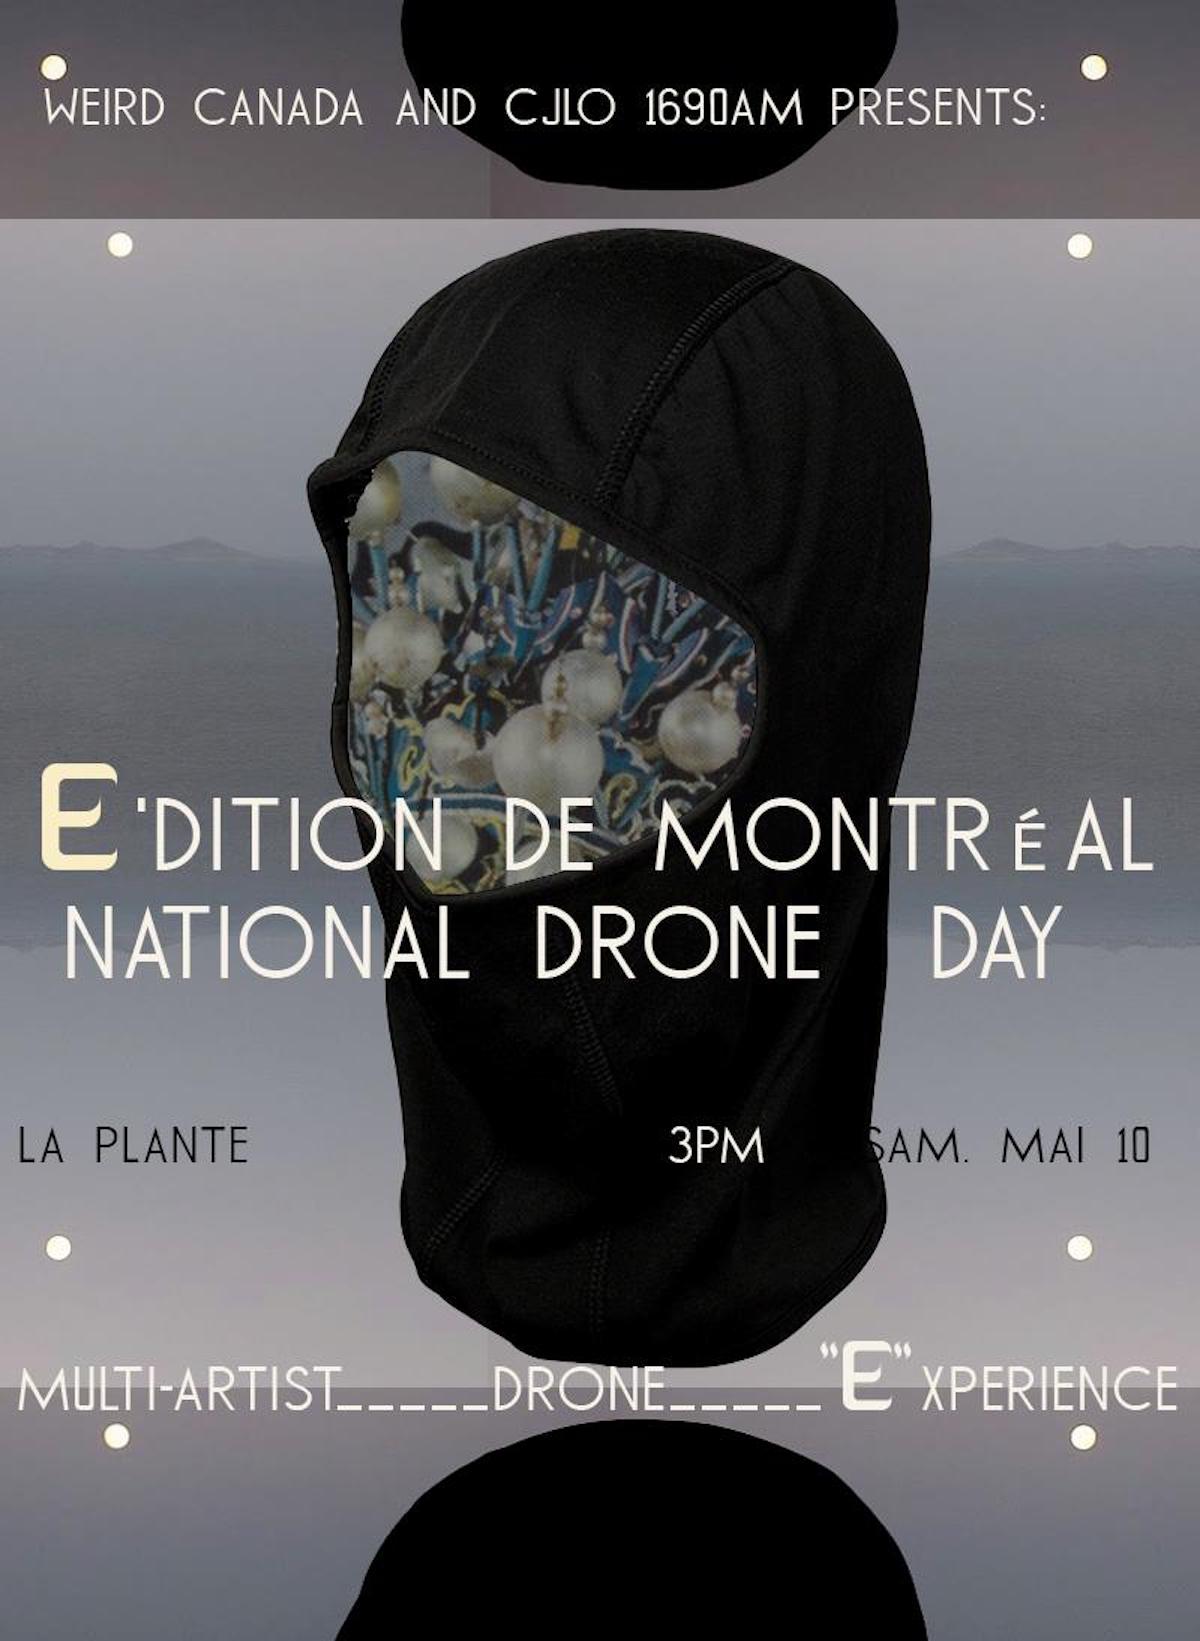 WEIRD CANADA AND CJLO 1690AM PRESENTS:
E'DITION DE MONTRÉAL
NATIONAL DRONE DAY
LA PLANTE 3PM SAM. MAI 10
MULTI-ARTIST_____DRONE_____"E"XPERIENCE